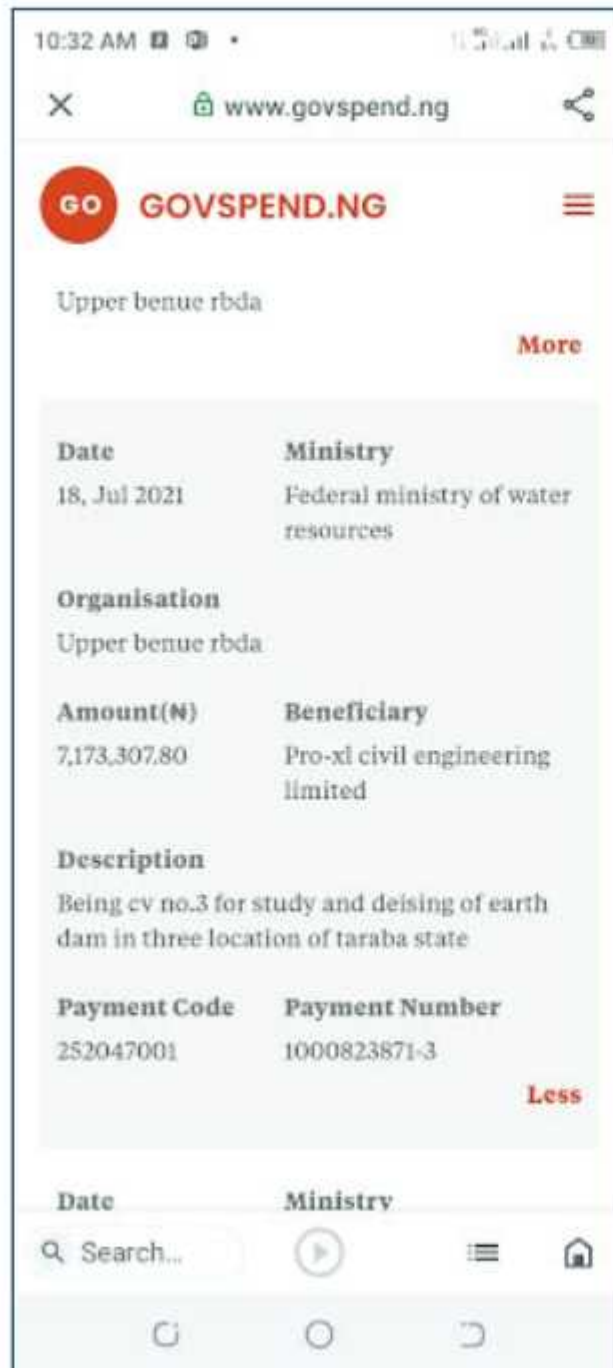 10:32 AM
www.govspend.ng
GO GOVSPEND.NG
Upper benue rbda
More
Date Ministry
18, Jul 2021 Federal ministry of water
resources
Organisation
Upper benue rbda
Amount(₦) Beneficiary
7,173,307.80 Pro-xl civil engineering
limited
Description
Being cv no.3 for study and deising of earth
dam in three location of taraba state
Payment Code Payment Number
252047001 1000823871-3
Less
Date Ministry
Search...